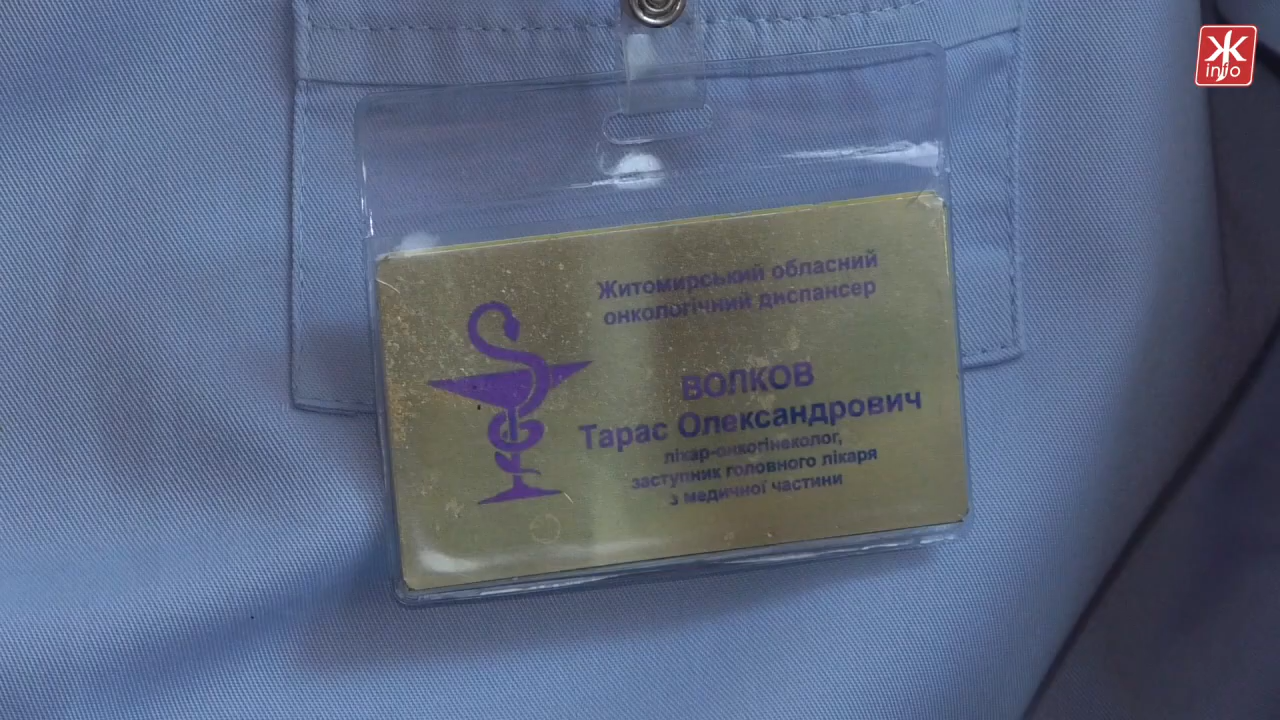 Ж
info
Житомирський обласний
онкологічний диспансер
ВОЛКОВ
Тарас Олександрович
лікар-онкогінеколог,
заступник головного лікаря
з медичної частини